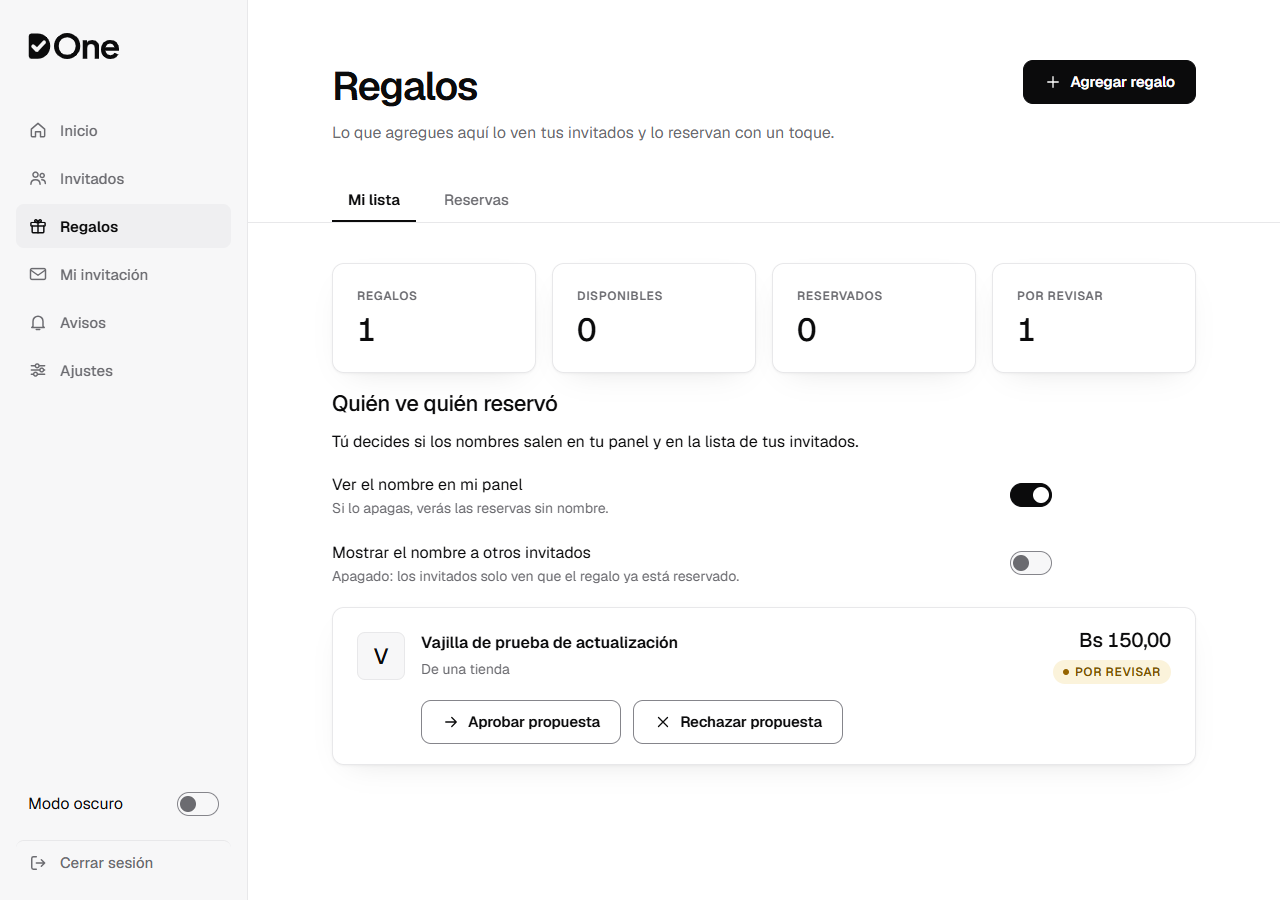 One
Inicio
Invitados
Regalos
Mi invitación
Avisos
Ajustes
Modo oscuro
Cerrar sesión
Regalos
Agregar regalo
Lo que agregues aquí lo ven tus invitados y lo reservan con un toque.
Mi lista
Reservas
REGALOS
1
DISPONIBLES
0
RESERVADOS
0
POR REVISAR
1
Quién ve quién reservó
Tú decides si los nombres salen en tu panel y en la lista de tus invitados.
Ver el nombre en mi panel
Si lo apagas, verás las reservas sin nombre.
Mostrar el nombre a otros invitados
Apagado: los invitados solo ven que el regalo ya está reservado.
V
Vajilla de prueba de actualización
De una tienda
Bs 150,00
POR REVISAR
Aprobar propuesta
Rechazar propuesta